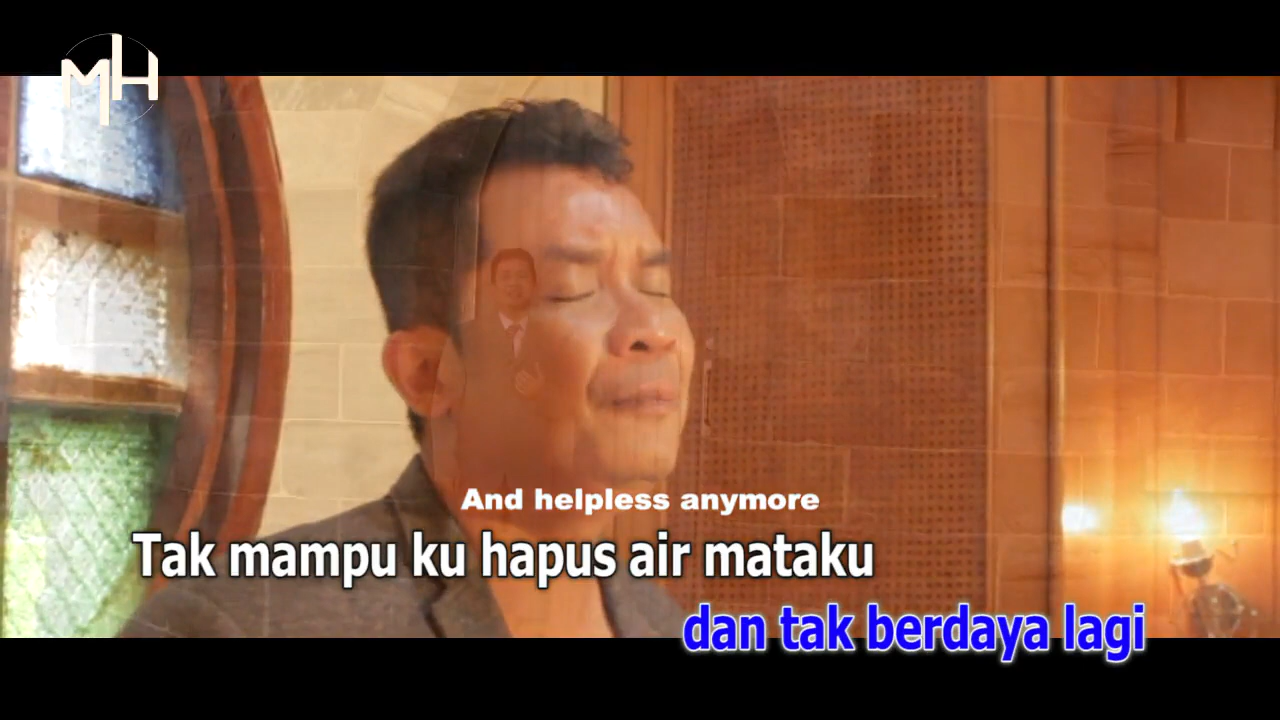 MH
And helpless anymore
Tak mampu ku hapus air mataku
dan tak berdaya lagi